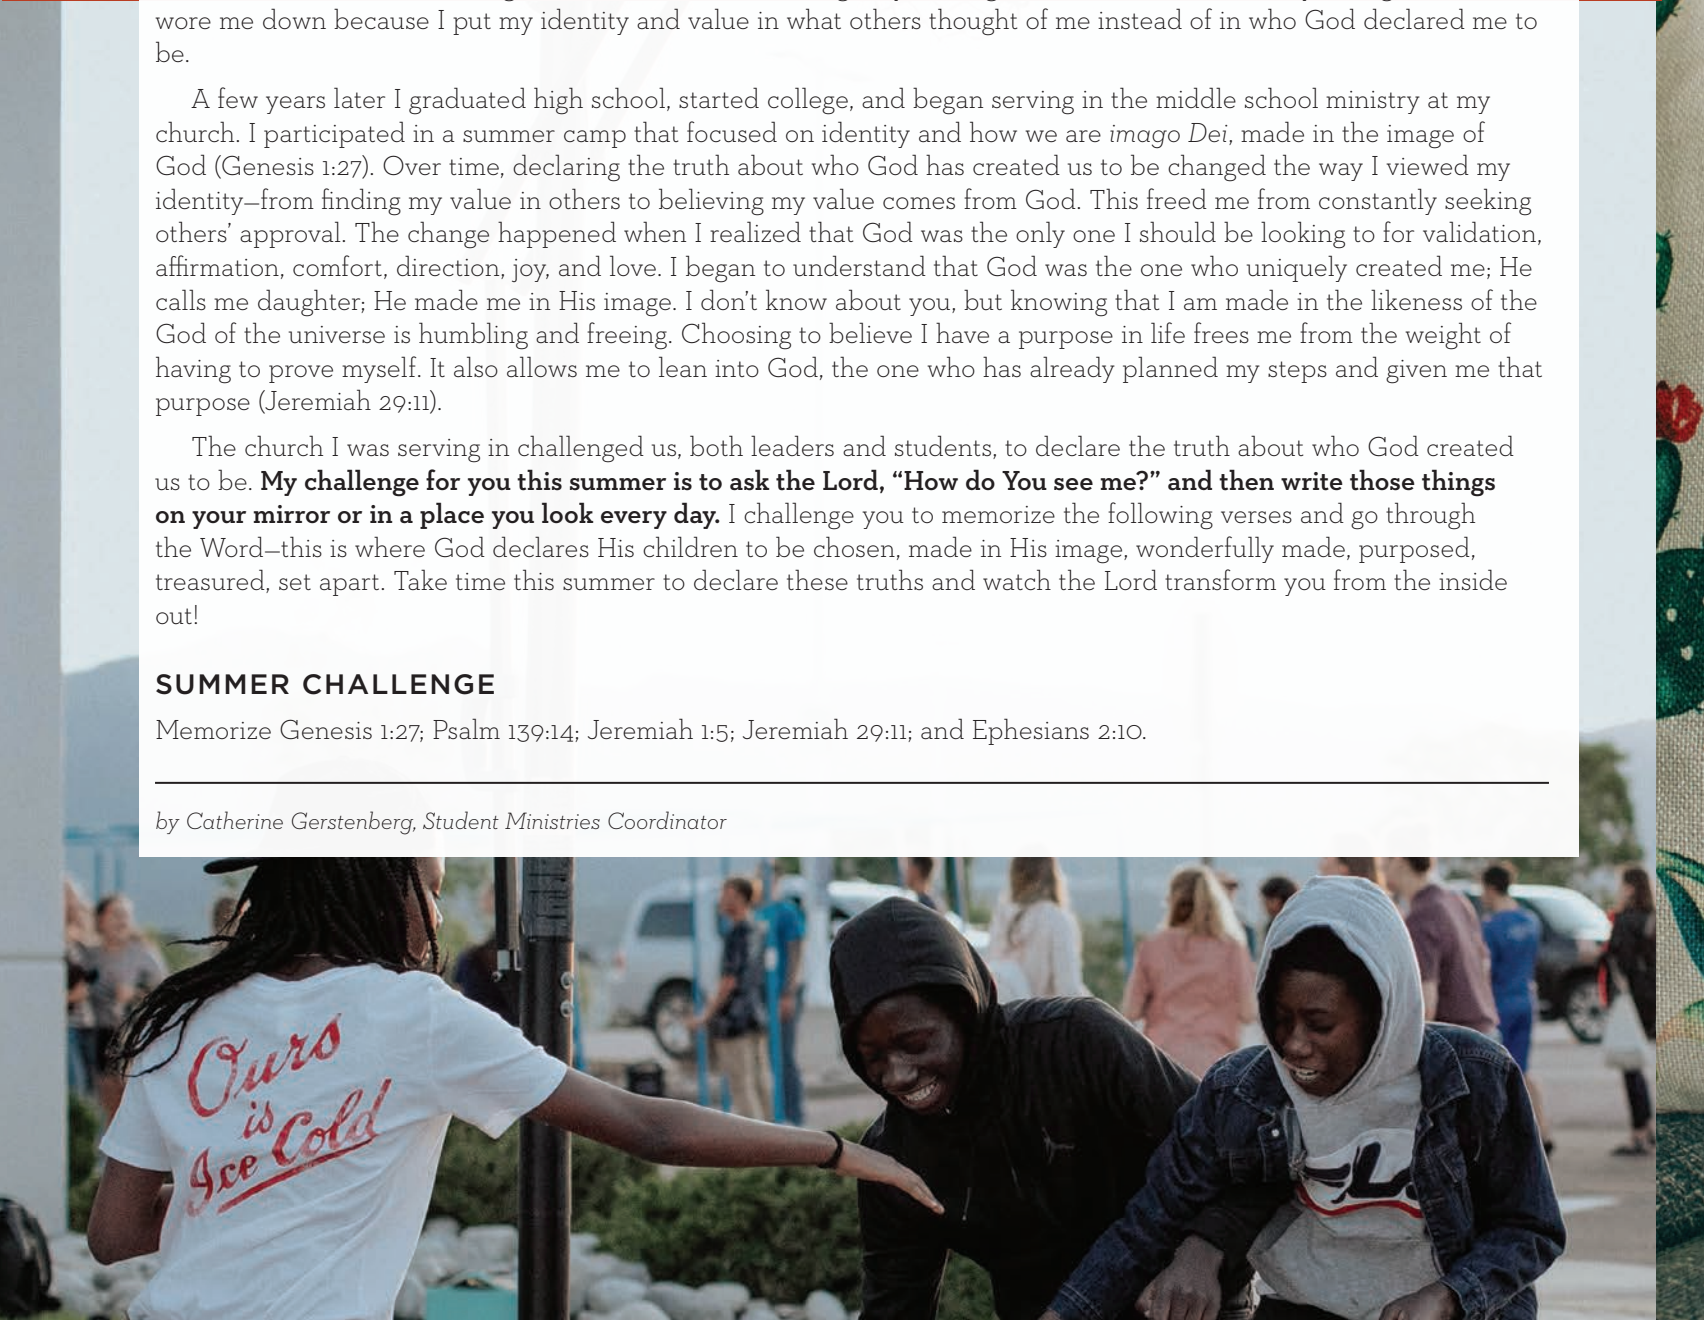 wore me down because I put my identity and value in what others thought of me instead of in who God declared me to
be.
A few years later I graduated high school, started college, and began serving in the middle school ministry at my
church. I participated in a summer camp that focused on identity and how we are imago Dei, made in the image of
God (Genesis 1:27). Over time, declaring the truth about who God has created us to be changed the way I viewed my
identity—from finding my value in others to believing my value comes from God. This freed me from constantly seeking
others’ approval. The change happened when I realized that God was the only one I should be looking to for validation,
affirmation, comfort, direction, joy, and love. I began to understand that God was the one who uniquely created me; He
calls me daughter; He made me in His image. I don’t know about you, but knowing that I am made in the likeness of the
God of the universe is humbling and freeing. Choosing to believe I have a purpose in life frees me from the weight of
having to prove myself. It also allows me to lean into God, the one who has already planned my steps and given me that
purpose (Jeremiah 29:11).
The church I was serving in challenged us, both leaders and students, to declare the truth about who God created
us to be. My challenge for you this summer is to ask the Lord, “How do You see me?” and then write those things
on your mirror or in a place you look every day. I challenge you to memorize the following verses and go through
the Word—this is where God declares His children to be chosen, made in His image, wonderfully made, purposed,
treasured, set apart. Take time this summer to declare these truths and watch the Lord transform you from the inside
out!
SUMMER CHALLENGE
Memorize Genesis 1:27; Psalm 139:14; Jeremiah 1:5; Jeremiah 29:11; and Ephesians 2:10.
by Catherine Gerstenberg, Student Ministries Coordinator
Ours
is
Ice Cold
FILA